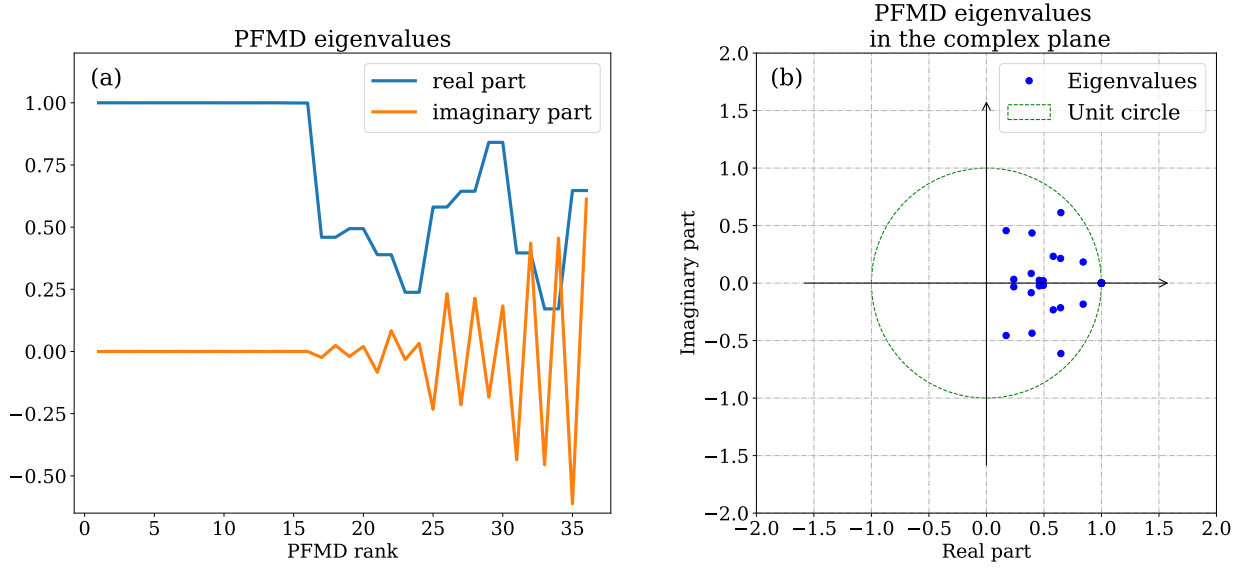 PFMD eigenvalues
(a)
real part
imaginary part
1.00
0.75
0.50
0.25
0.00
−0.25
−0.50
0
5
10
15
20
25
30
35
PFMD rank
PFMD eigenvalues
in the complex plane
(b)
Eigenvalues
Unit circle
2.0
1.5
1.0
0.5
0.0
−0.5
−1.0
−1.5
−2.0
Imaginary part
−2.0
−1.5
−1.0
−0.5
0.0
0.5
1.0
1.5
2.0
Real part